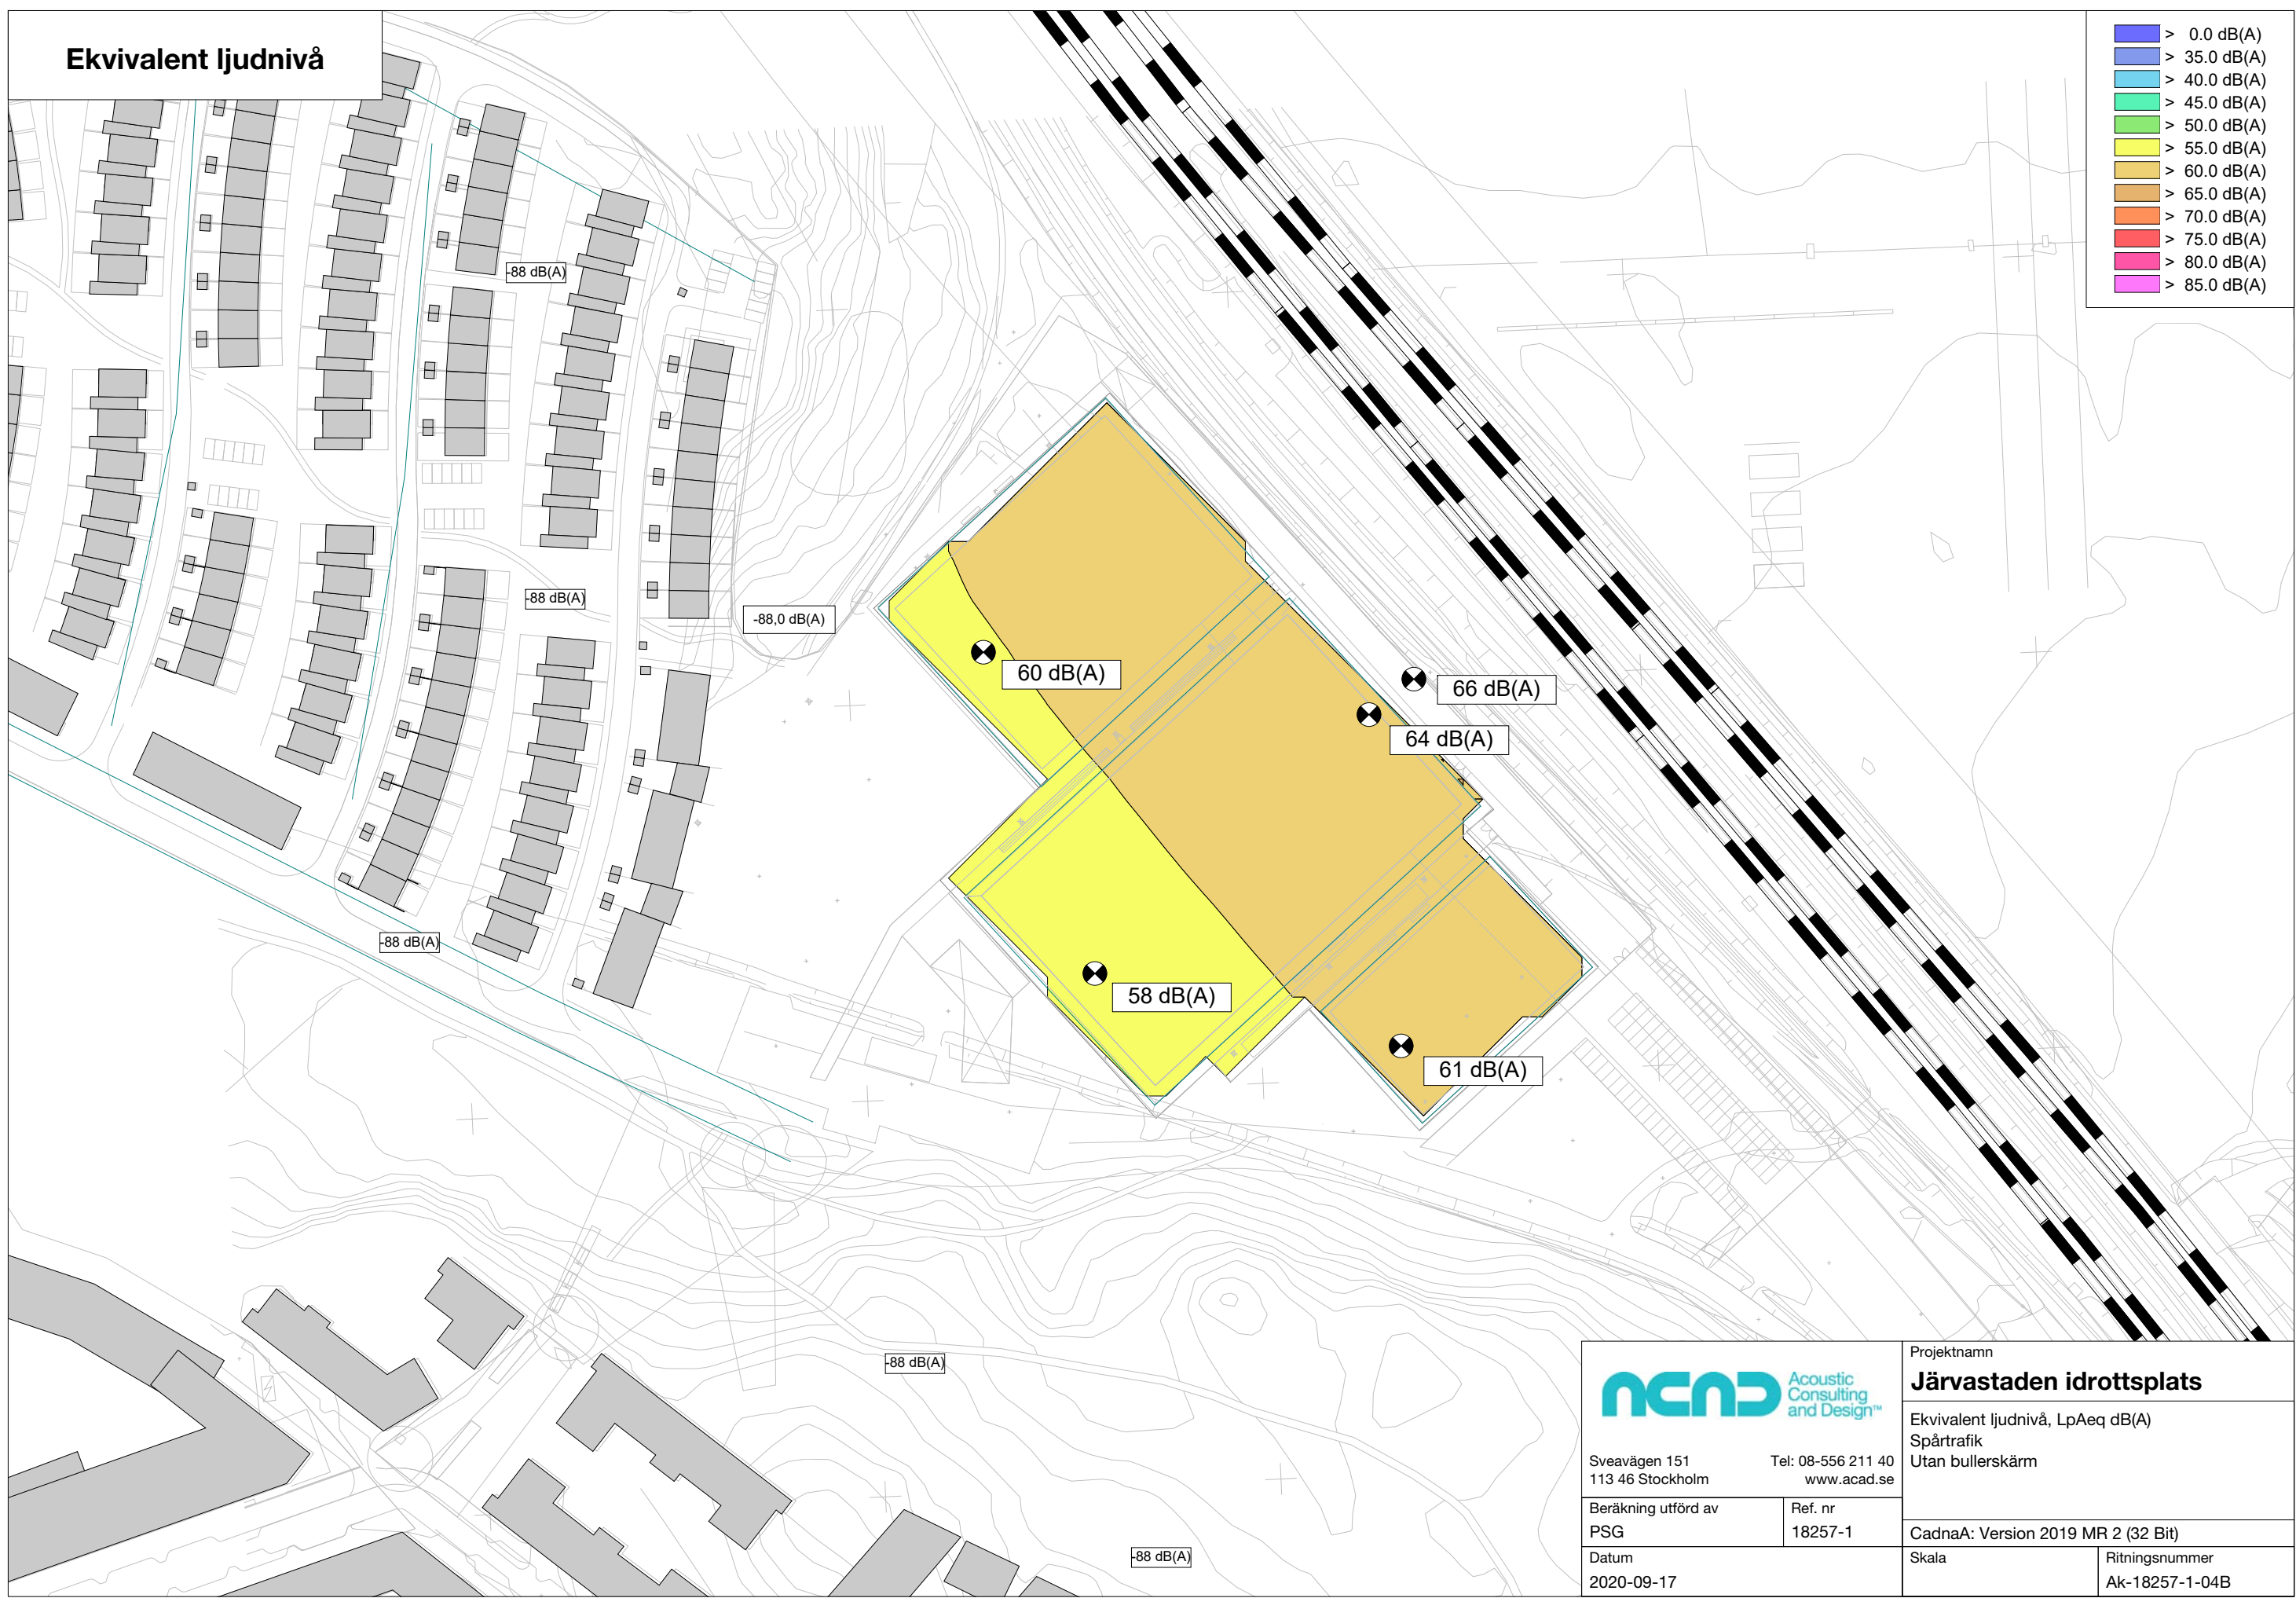 Ekvivalent ljudnivå
> 0.0 dB(A)
> 35.0 dB(A)
> 40.0 dB(A)
> 45.0 dB(A)
> 50.0 dB(A)
> 55.0 dB(A)
> 60.0 dB(A)
> 65.0 dB(A)
> 70.0 dB(A)
> 75.0 dB(A)
> 80.0 dB(A)
> 85.0 dB(A)
-88 dB(A)
-88 dB(A)
-88,0 dB(A)
60 dB(A)
66 dB(A)
64 dB(A)
-88 dB(A)
58 dB(A)
61 dB(A)
-88 dB(A)
-88 dB(A)
ACAD
Acoustic
Consulting
and Design™
Sveavägen 151
Tel: 08-556 211 40
113 46 Stockholm
www.acad.se
Projektnamn
Järvastaden idrottsplats
Ekvivalent ljudnivå, LpAeq dB(A)
Spårtrafik
Utan bullerskärm
Beräkning utförd av
PSG
Ref. nr
18257-1
CadnaA: Version 2019 MR 2 (32 Bit)
Datum
2020-09-17
Skala
Ritningsnummer
Ak-18257-1-04B